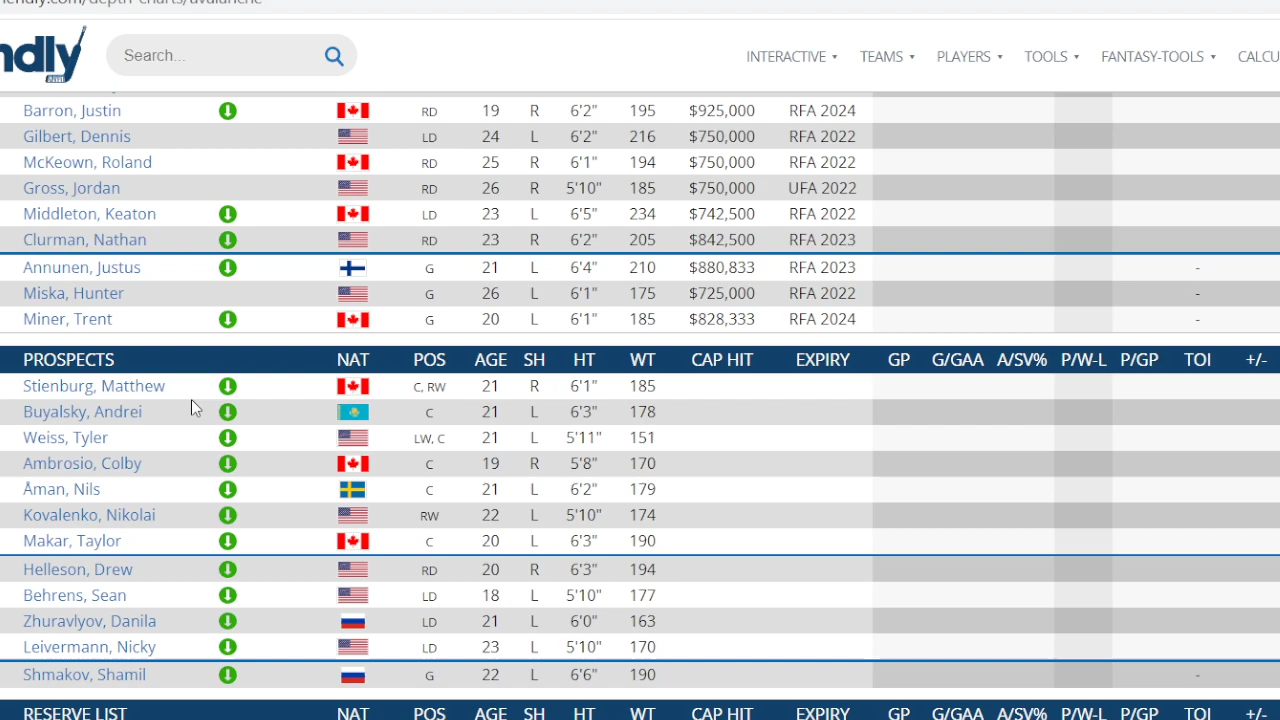 ndly
Search...
INTERACTIVE TEAMS PLAYERS TOOLS FANTASY-TOOLS CALCU
Barron, Justin RD 19 R 6'2" 195 $925,000 RFA 2024
Gilbert, Dennis LD 24 L 6'2" 216 $750,000 RFA 2022
McKeown, Roland RD 25 R 6'1" 194 $750,000 RFA 2022
Gross, Jordan RD 26 R 5'10" 185 $750,000 RFA 2022
Middleton, Keaton LD 23 L 6'5" 234 $742,500 RFA 2022
Clurman, Nathan RD 23 R 6'2" 205 $842,500 RFA 2023
Annunen, Justus G 21 L 6'4" 210 $880,833 RFA 2023
Miska, Hunter G 26 L 6'1" 175 $725,000 RFA 2022
Miner, Trent G 20 L 6'1" 185 $828,333 RFA 2024
PROSPECTS NAT POS AGE SH HT WT CAP HIT EXPIRY GP G/GAA A/SV% P/W-L P/GP TOI +/-
Stienburg, Matthew C, RW 21 R 6'1" 185
Buyalsky, Andrei C 21 L 6'3" 178
Weiss, Tyler LW, C 21 L 5'11" 151
Ambrosio, Colby C 19 R 5'8" 170
Åman, Nils C 21 L 6'2" 179
Kovalenko, Nikolai RW 22 L 5'10" 174
Makar, Taylor C 20 L 6'3" 190
Helleson, Drew RD 20 R 6'3" 194
Behrens, Sean LD 18 L 5'10" 177
Zhuravlyov, Danila LD 21 L 6'0" 163
Leivermann, Nicky LD 23 L 5'10" 170
Shmakov, Shamil G 22 L 6'6" 190
RESERVE LIST NAT POS AGE SH HT WT CAP HIT EXPIRY GP G/GAA A/SV% P/W-L P/GP TOI +/-